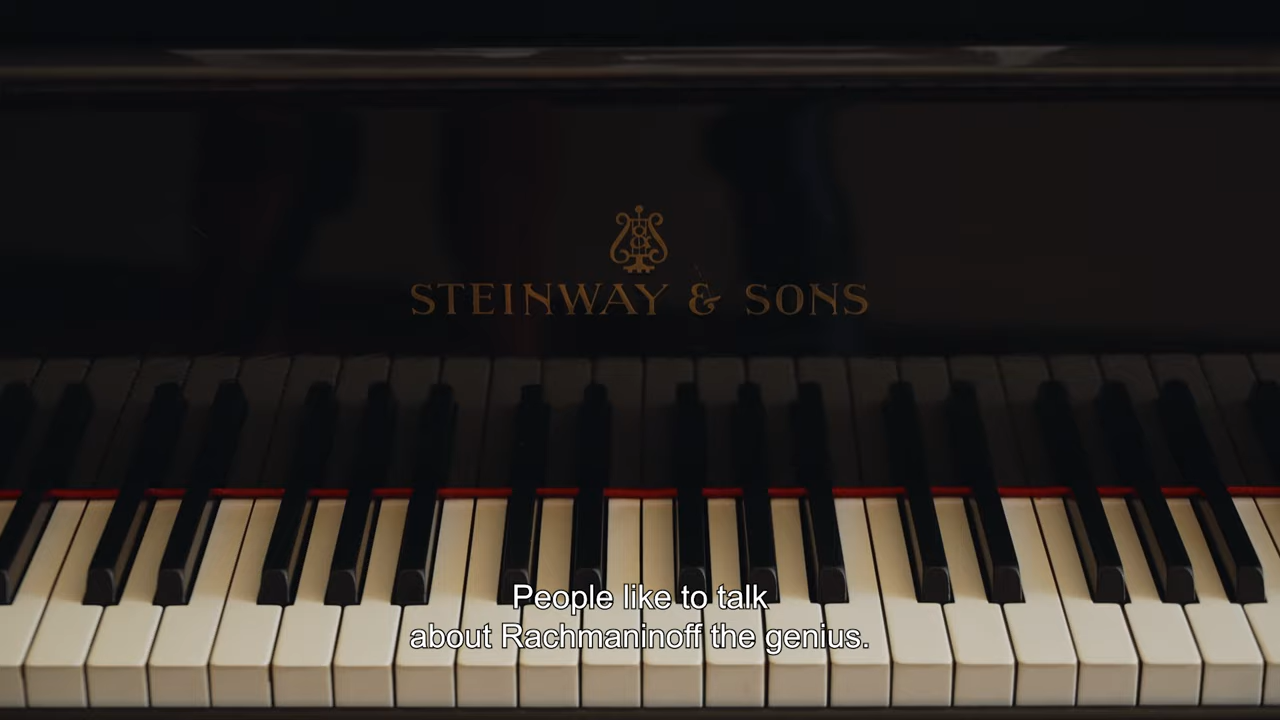 STEINWAY & SONS
People like to talk
about Rachmaninoff the genius.